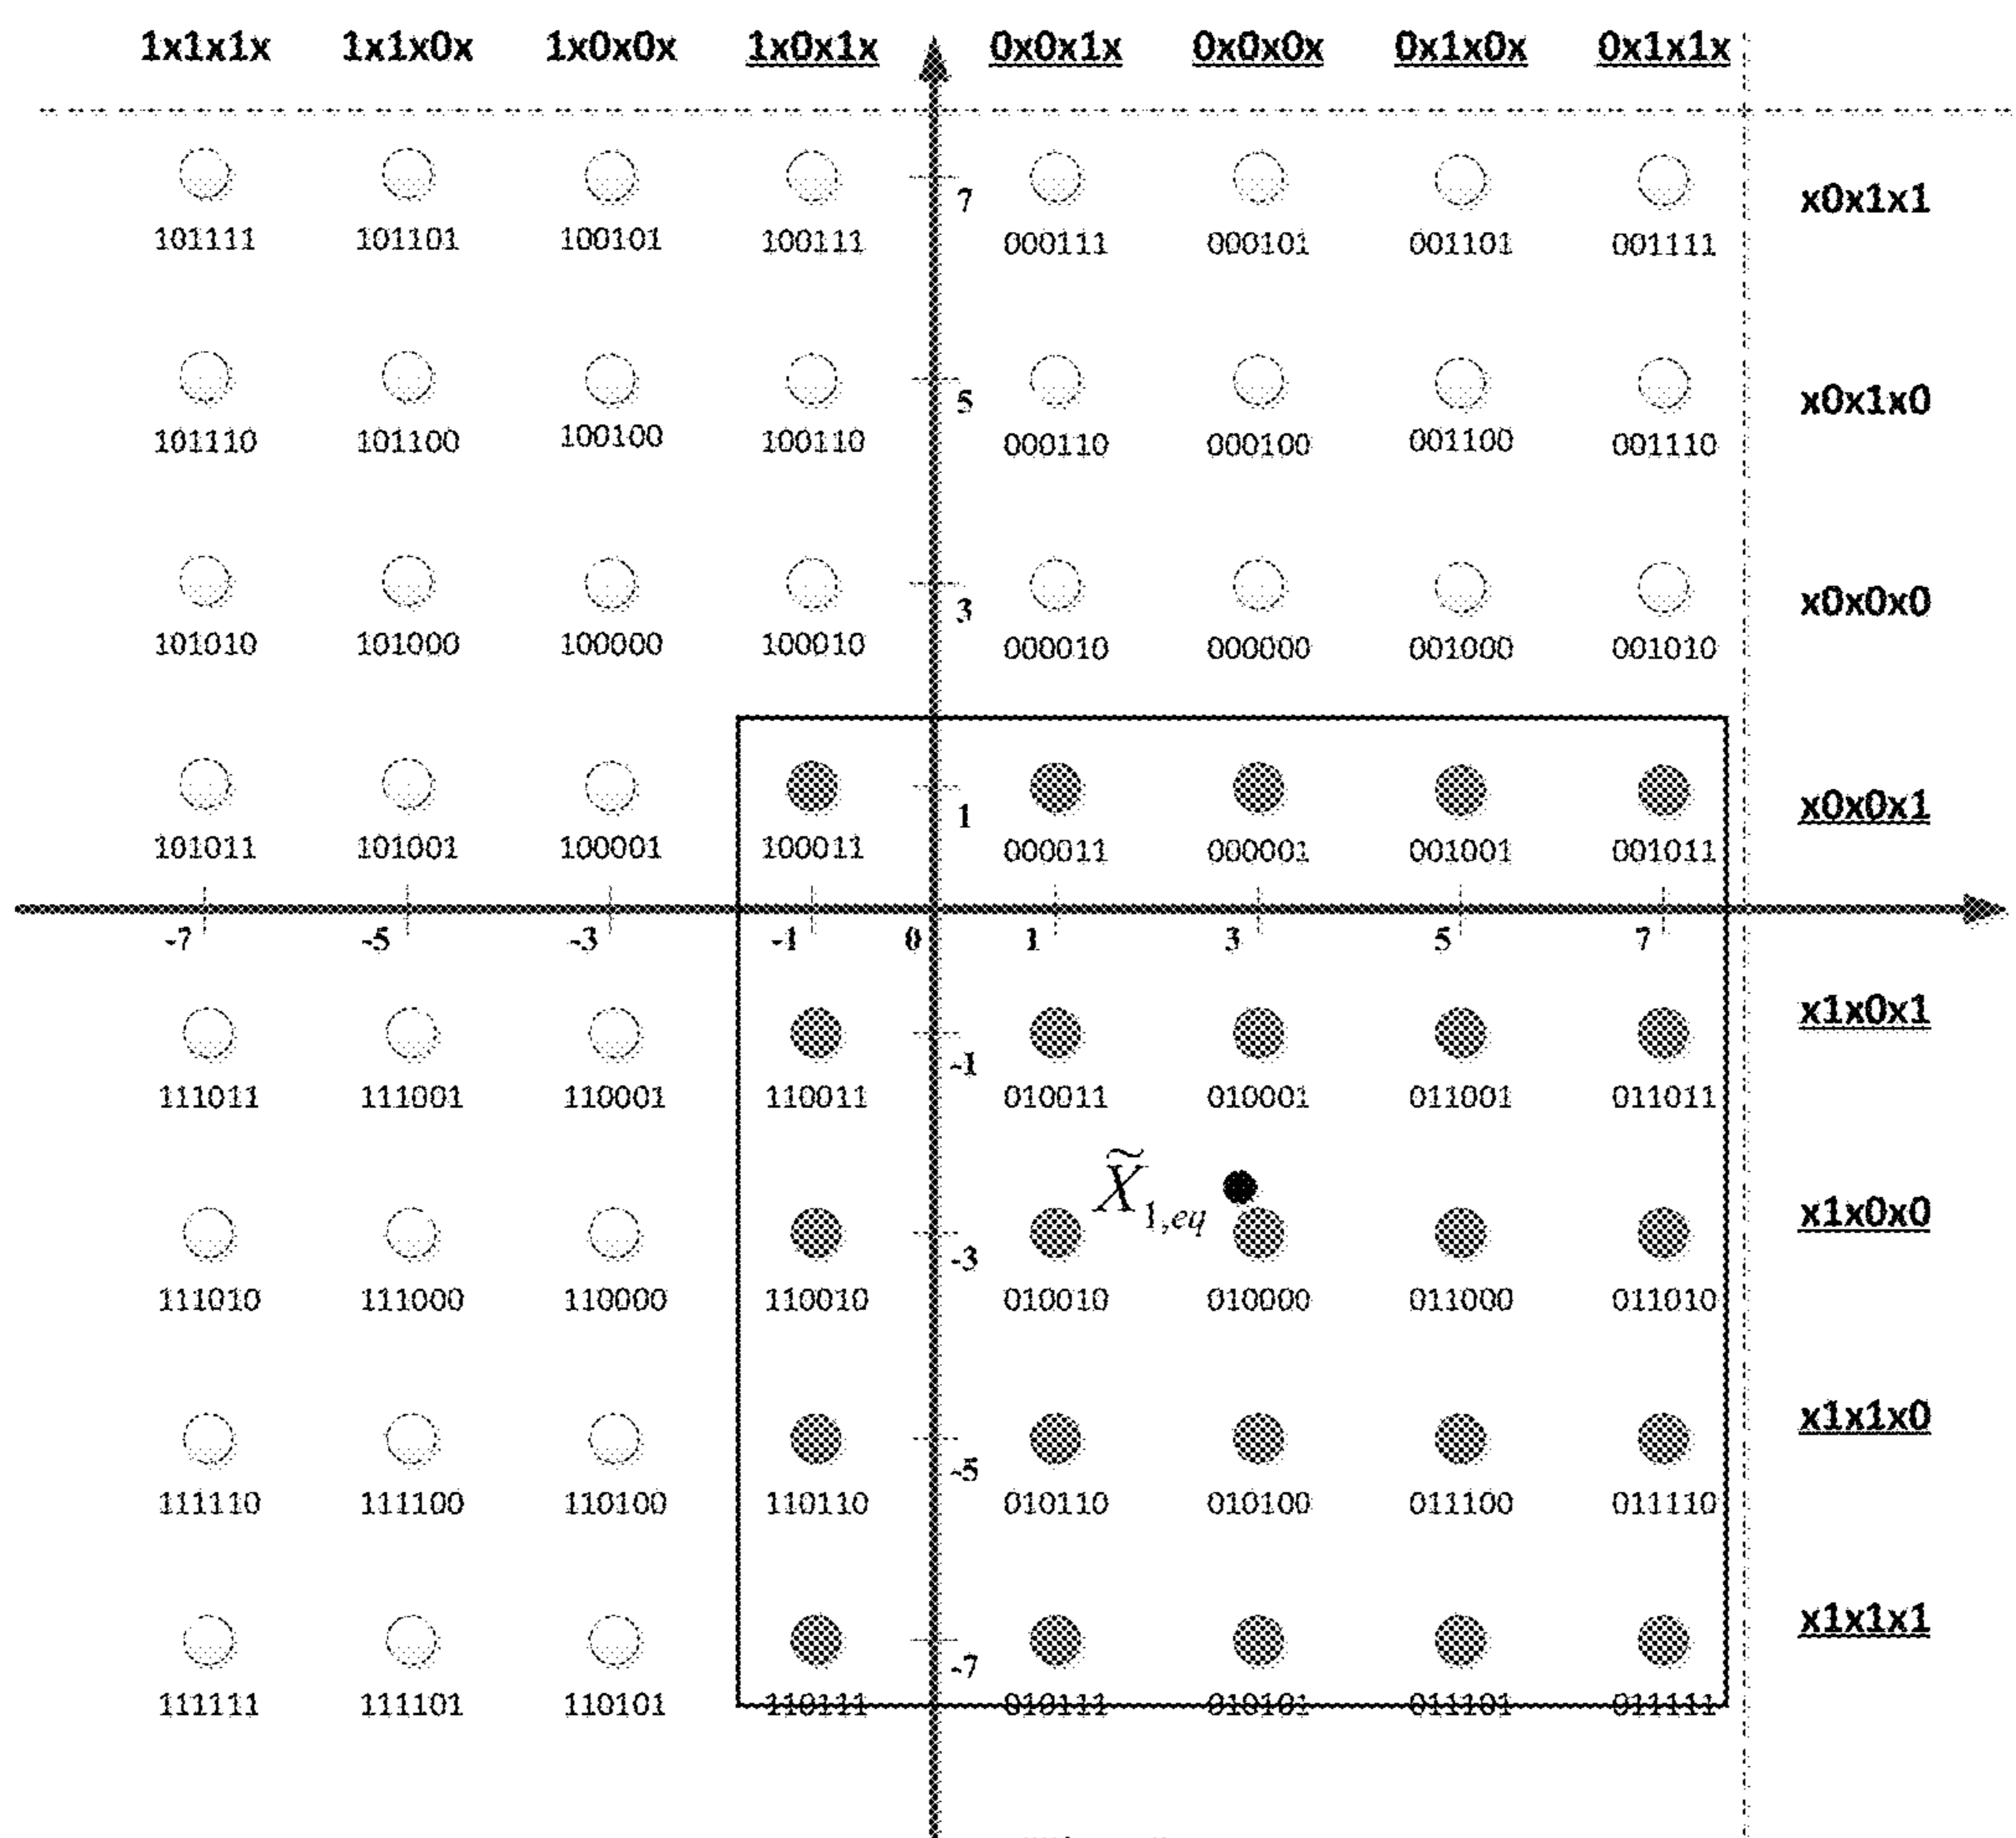 1x1x1x 1x1x0x 1x0x0x 1x0x1x 0x0x1x 0x0x0x 0x1x0x 0x1x1x
7 x0x1x1
101111 101101 100101 100111 000111 000101 001101 001111
5 x0x1x0
101110 101100 100100 100110 000110 000100 001100 001110
3 x0x0x0
101010 101000 100000 100010 000010 000000 001000 001010
1 x0x0x1
101011 101001 100001 100011 000011 000001 001001 001011
-7 -5 -3 -1 0 1 3 5 7
x1x0x1
-1
111011 111001 110001 110011 010011 010001 011001 011011
X̃1,eq x1x0x0
-3
111010 111000 110000 110010 010010 010000 011000 011010
x1x1x0
-5
111110 111100 110100 110110 010110 010100 011100 011110
x1x1x1
-7
111111 111101 110101 110111 010111 010101 011101 011111